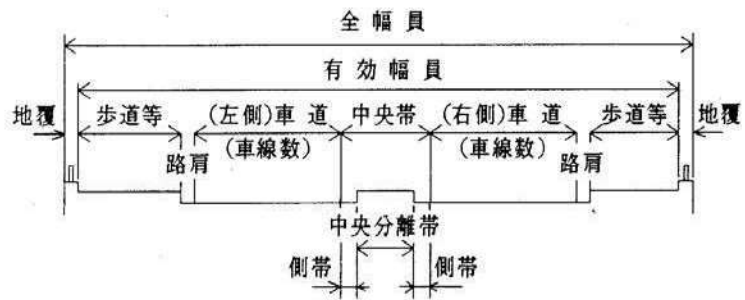 全幅員
有効幅員
地覆 歩道等 (左側)車道 中央帯 (右側)車道 歩道等 地覆
路肩 (車線数) (車線数) 路肩
中央分離帯
側帯 側帯